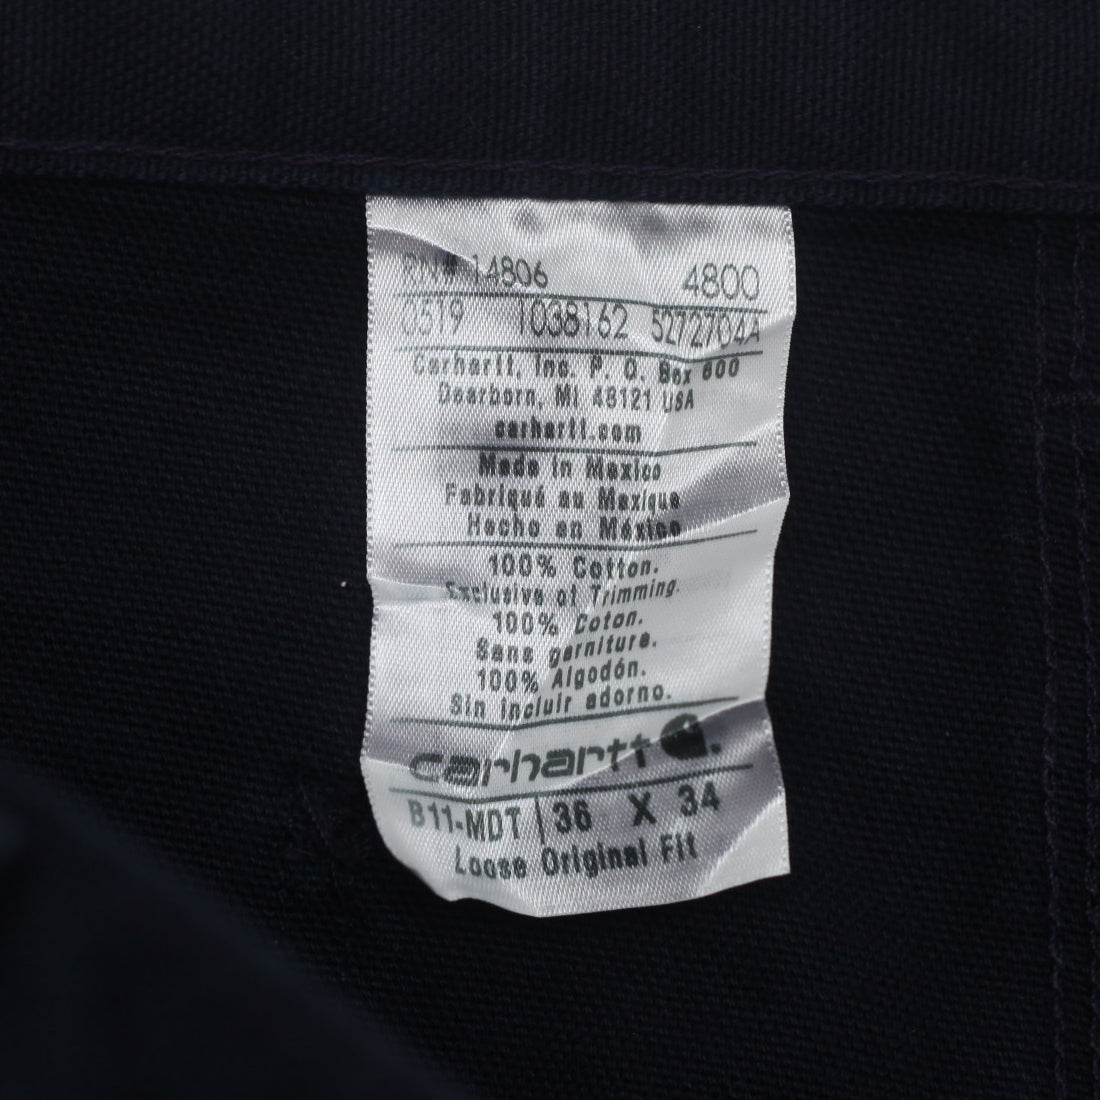 RN# 14806 4800
0519 1038162 5272704A
Carhartt, Inc. P. O. Box 600
Dearborn, MI 48121 USA
carhartt.com
Made in Mexico
Fabriqué au Mexique
Hecho en México
100% Cotton.
Exclusive of Trimming.
100% Coton.
Sans garniture.
100% Algodón.
Sin incluir adorno.
carhartt
B11-MDT 36 X 34
Loose Original Fit